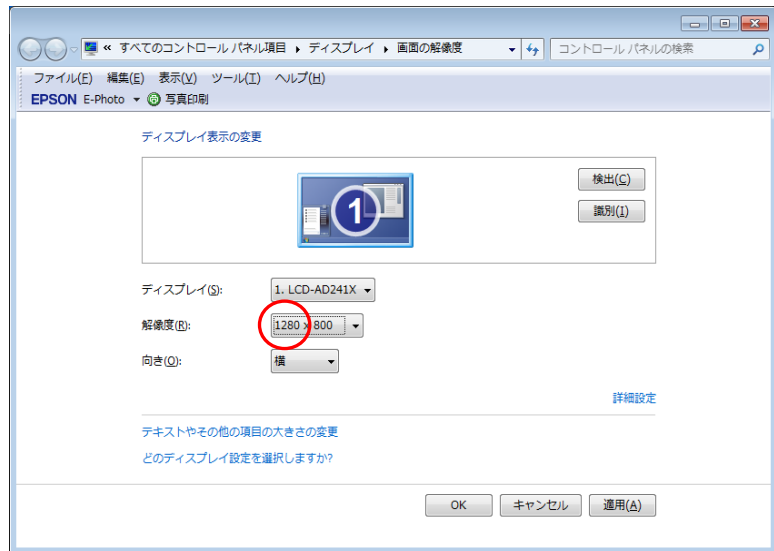 « すべてのコントロール パネル項目 ▸ ディスプレイ ▸ 画面の解像度 コントロール パネルの検索
ファイル(F) 編集(E) 表示(V) ツール(T) ヘルプ(H)
EPSON E-Photo 写真印刷
ディスプレイ表示の変更
1
検出(C)
識別(I)
ディスプレイ(S): 1. LCD-AD241X
解像度(R): 1280 x 800
向き(O): 横
詳細設定
テキストやその他の項目の大きさの変更
どのディスプレイ設定を選択しますか?
OK キャンセル 適用(A)